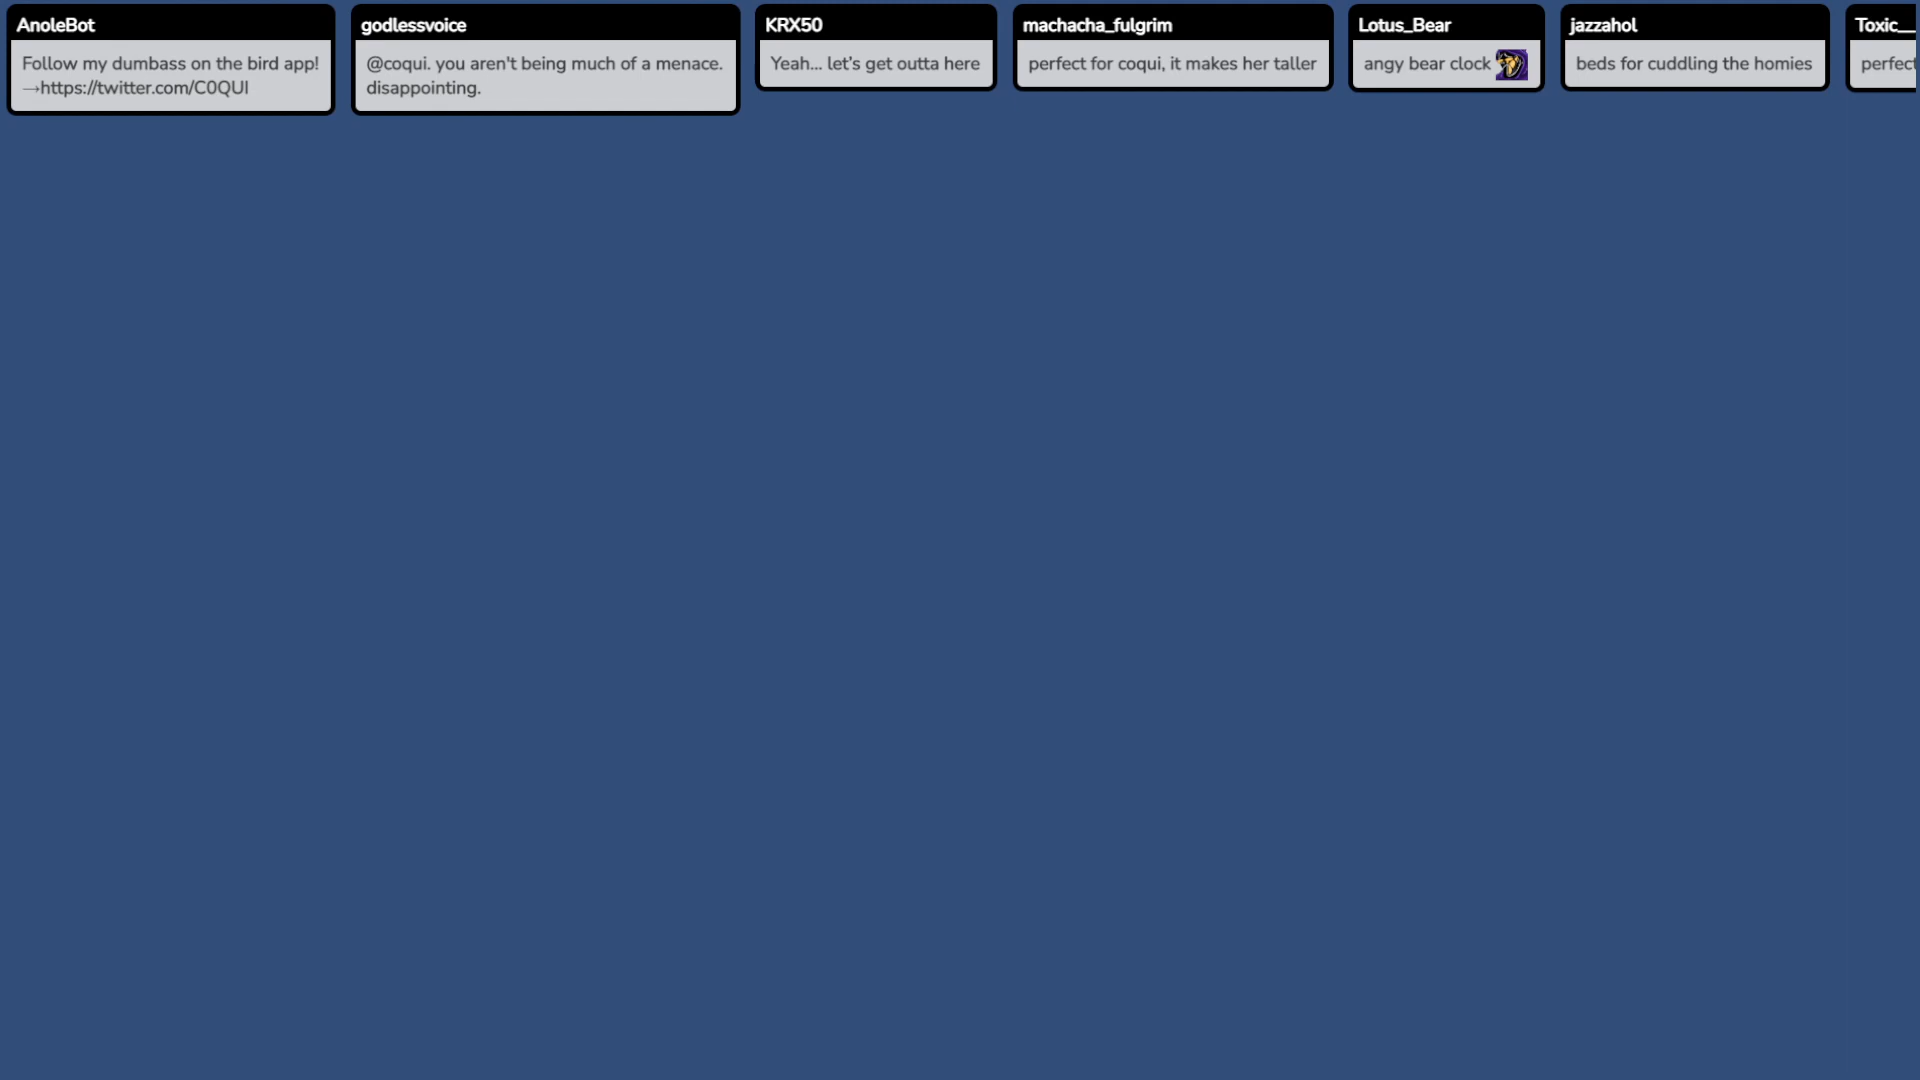 AnoleBot
Follow my dumbass on the bird app!
→https://twitter.com/C0QUI
godlessvoice
@coqui. you aren't being much of a menace.
disappointing.
KRX50
Yeah... let's get outta here
machacha_fulgrim
perfect for coqui, it makes her taller
Lotus_Bear
angy bear clock
jazzahol
beds for cuddling the homies
Toxic__
perfect